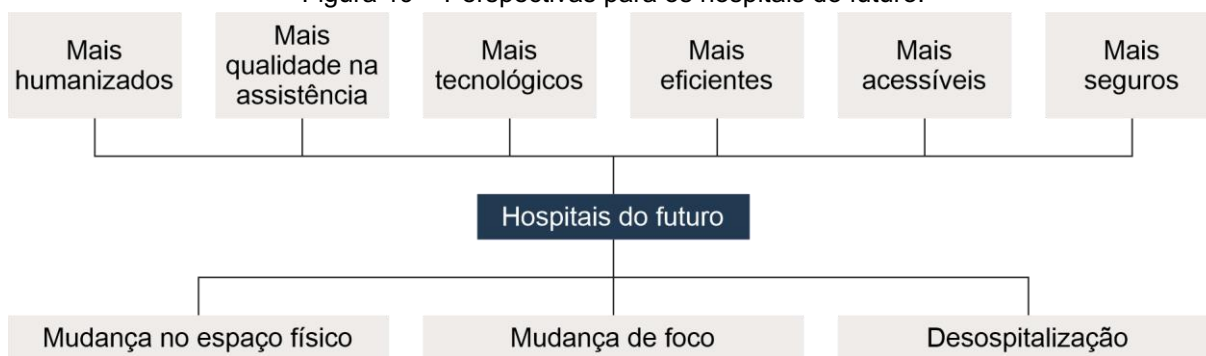 Mais
humanizados
Mais
qualidade na
assistência
Mais
tecnológicos
Mais
eficientes
Mais
acessíveis
Mais
seguros
Hospitais do futuro
Mudança no espaço físico
Mudança de foco
Desospitalização